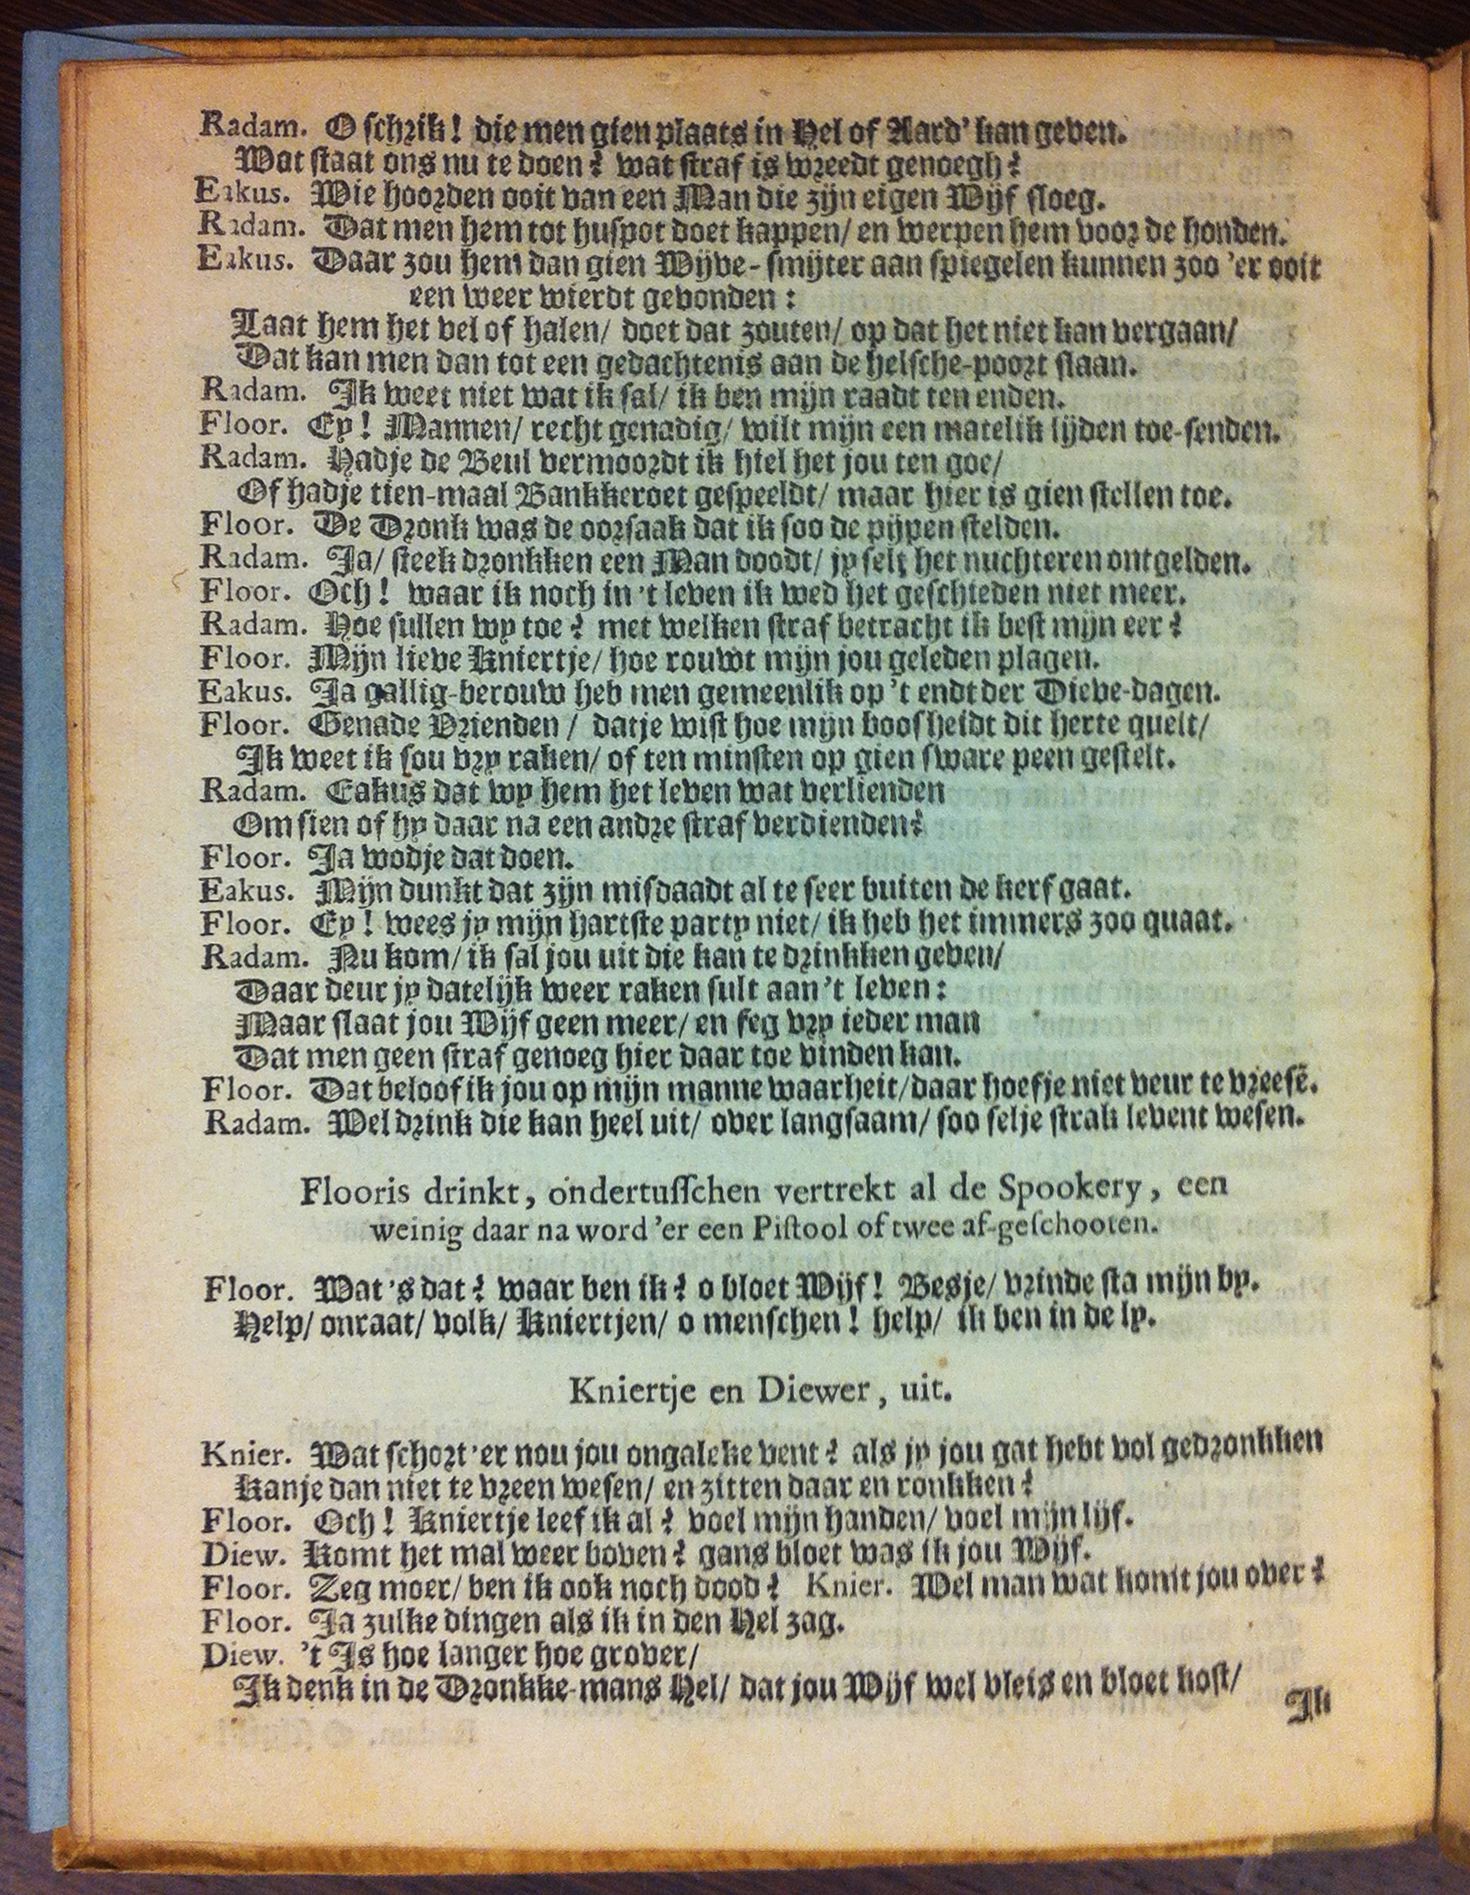 Radam. O schrik! die men gien plaats in Hel of Aard' kan geven.
Wat staat ons nu te doen? wat straf is wreedt genoegh?
Eakus. Wie hoorden ooit van een Man die zijn eigen Wijf sloeg.
Radam. Dat men hem tot huspot doet kappen/ en werpen hem voor de honden.
Eakus. Daar zou hem dan gien Wijve-smijter aan spiegelen kunnen zoo 'er ooit
een weer wierdt gevonden:
Laat hem het vel of halen/ doet dat zouten/ op dat het niet kan vergaan/
Dat kan men dan tot een gedachtenis aan de helsche-poort slaan.
Radam. Ik weet niet wat ik sal/ ik ben mijn raadt ten enden.
Floor. Ey! Mannen/ recht genadig/ wilt mijn een matelik lijden toe-senden.
Radam. Hadje de Beul vermoordt ik hiel het jou ten goe/
Of hadje tien-maal Bankkeroet gespeeldt/ maar hier is gien stellen toe.
Floor. De Dronk was de oorsaak dat ik soo de pijpen stelden.
Radam. Ja/ steek dronkken een Man doodt/ jy selt het nuchteren ontgelden.
Floor. Och! waar ik noch in 't leven ik wed het geschieden niet meer.
Radam. Hoe sullen wy toe? met welken straf betracht ik best mijn eer?
Floor. Mijn lieve Kniertje/ hoe rouwt mijn jou geleden plagen.
Eakus. Ja gallig-berouw heb men gemeenlik op 't endt der Dieve-dagen.
Floor. Genade Vrienden/ datje wist hoe mijn boosheidt dit herte quelt/
Ik weet ik sou vry raken/ of ten minsten op gien sware peen gestelt.
Radam. Eakus dat wy hem het leven wat verlienden
Om sien of hy daar na een andre straf verdienden?
Floor. Ja wodje dat doen.
Eakus. Mijn dunkt dat zijn misdaadt al te seer buiten de kerf gaat.
Floor. Ey! wees jy mijn hartste party niet/ ik heb het immers zoo quaat.
Radam. Nu kom/ ik sal jou uit die kan te drinkken geven/
Daar deur jy datelijk weer raken sult aan 't leven:
Maar slaat jou Wijf geen meer/ en seg vry ieder man
Dat men geen straf genoeg hier daar toe vinden kan.
Floor. Dat beloof ik jou op mijn manne waarheit/ daar hoefje niet veur te vreesē.
Radam. Wel drink die kan heel uit/ over langsaam/ soo selje strak levent wesen.
Flooris drinkt, ondertusschen vertrekt al de Spookery, een
weinig daar na word 'er een Pistool of twee af-geschooten.
Floor. Wat 's dat? waar ben ik? o bloet Wijf! Besje/ vrinde sta mijn by.
Help/ onraat/ volk/ Kniertjen/ o menschen! help/ ik ben in de ly.
Kniertje en Diewer, uit.
Knier. Wat schort 'er nou jou ongaleke vent? als jy jou gat hebt vol gedronkken
Kanje dan niet te vreen wesen/ en zitten daar en ronkken?
Floor. Och! Kniertje leef ik al? voel mijn handen/ voel mijn lijf.
Diew. Komt het mal weer boven? gans bloet was ik jou Wijf.
Floor. Zeg moer/ ben ik ook noch dood? Knier. Wel man wat komt jou over?
Floor. Ja zulke dingen als ik in den Hel zag.
Diew. 't Is hoe langer hoe grover/
Ik denk in de Dronkke-mans Hel/ dat jou Wijf wel vleis en bloet kost/
Ik